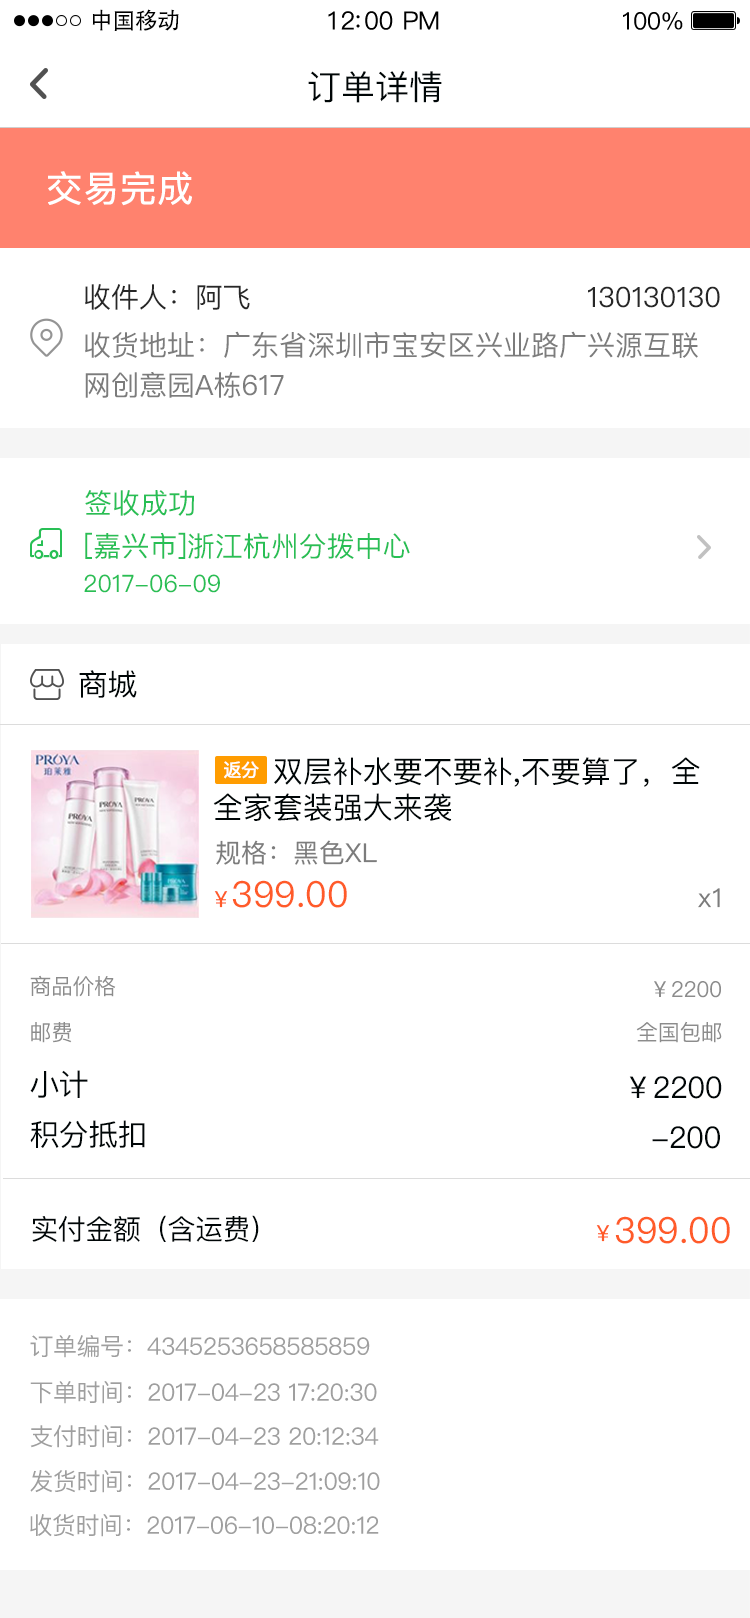 中国移动 12:00 PM 100%
订单详情
交易完成
收件人：阿飞 130130130
收货地址：广东省深圳市宝安区兴业路广兴源互联
网创意园A栋617
签收成功
[嘉兴市]浙江杭州分拨中心
2017-06-09
商城
PROYA
珀莱雅
PROYA
PROYA
PROYA
返分 双层补水要不要补,不要算了，全
全家套装强大来袭
规格：黑色XL
¥399.00 x1
商品价格 ¥2200
邮费 全国包邮
小计 ¥2200
积分抵扣 -200
实付金额（含运费） ¥399.00
订单编号：4345253658585859
下单时间：2017-04-23 17:20:30
支付时间：2017-04-23 20:12:34
发货时间：2017-04-23-21:09:10
收货时间：2017-06-10-08:20:12